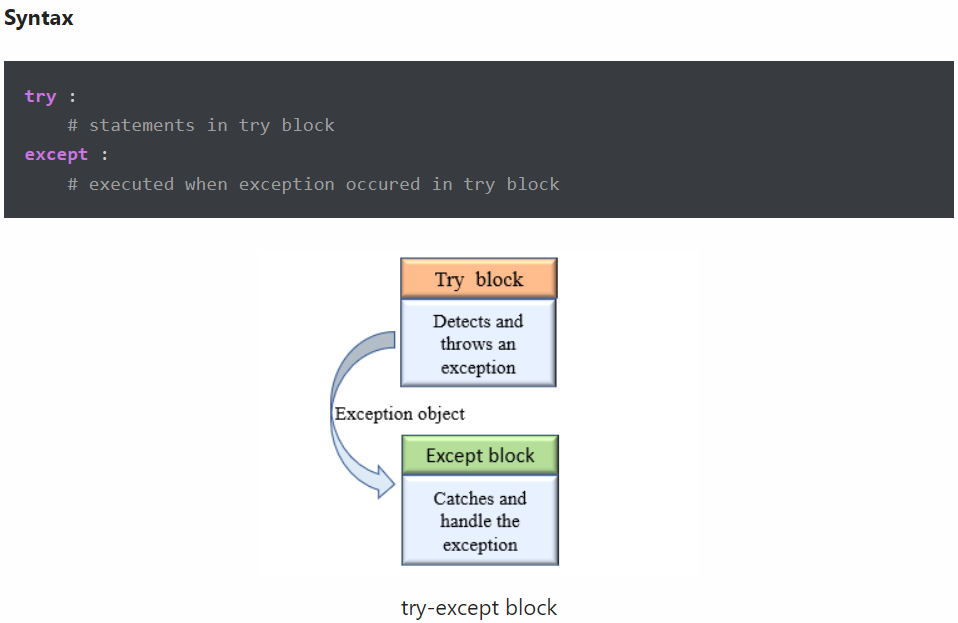 Syntax
try :
# statements in try block
except :
# executed when exception occured in try block
Try block
Detects and
throws an
exception
Exception object
Except block
Catches and
handle the
exception
try-except block